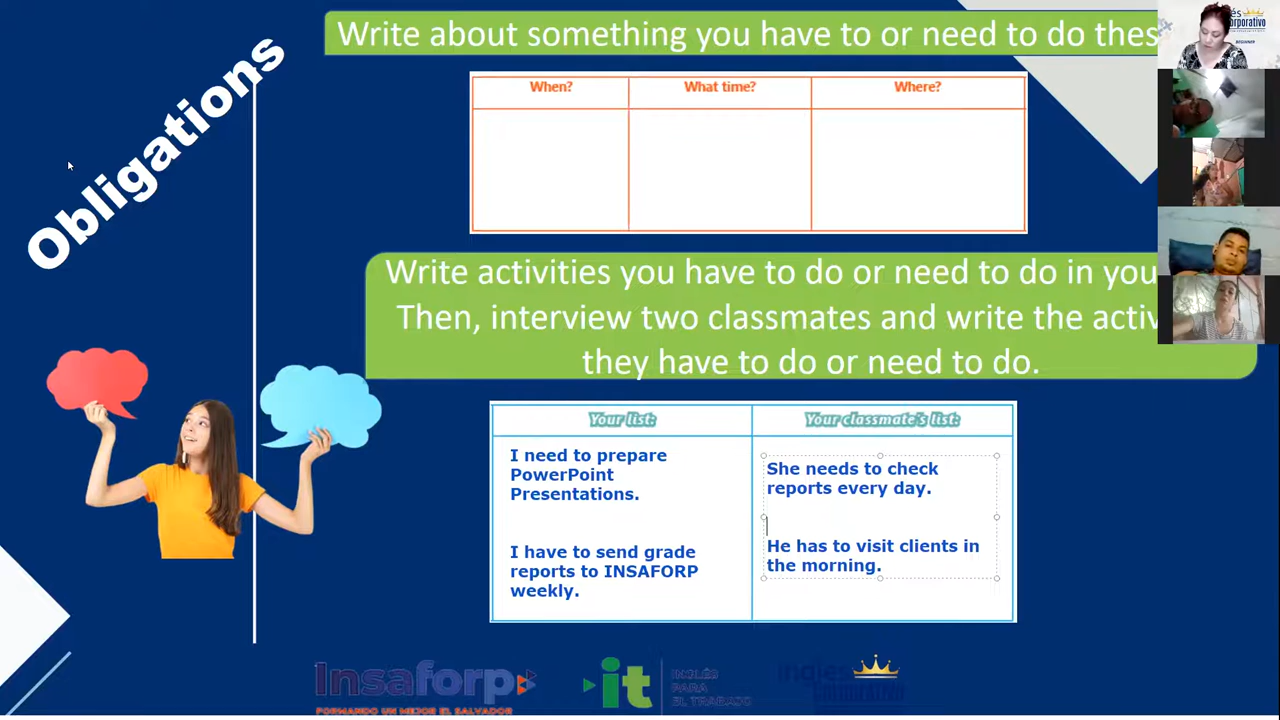 Obligations
Write about something you have to or need to do thes
When?
What time?
Where?
Write activities you have to do or need to do in you
Then, interview two classmates and write the activ
they have to do or need to do.
Your list:
Your classmate's list:
I need to prepare
PowerPoint
Presentations.
I have to send grade
reports to INSAFORP
weekly.
She needs to check
reports every day.
He has to visit clients in
the morning.
Insaforp
FORMANDO UN MEJOR EL SALVADOR
it
INGLÉS
PARA
EL TRABAJO
Inglés
Corporativo